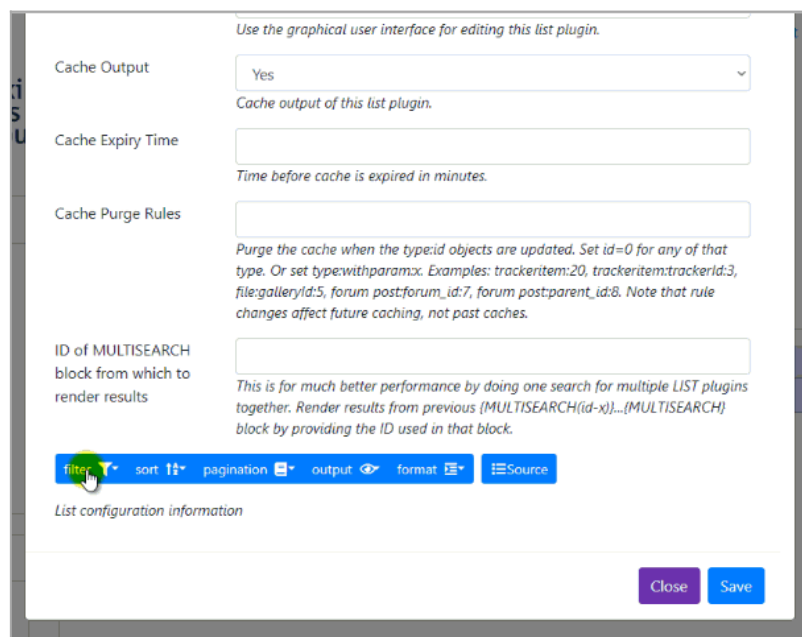 Use the graphical user interface for editing this list plugin.
Cache Output
Yes
Cache output of this list plugin.
Cache Expiry Time
Time before cache is expired in minutes.
Cache Purge Rules
Purge the cache when the type:id objects are updated. Set id=0 for any of that
type. Or set type:withparam:x. Examples: trackeritem:20, trackeritem:trackerId:3,
file:galleryId:5, forum post:forum_id:7, forum post:parent_id:8. Note that rule
changes affect future caching, not past caches.
ID of MULTISEARCH
block from which to
render results
This is for much better performance by doing one search for multiple LIST plugins
together. Render results from previous {MULTISEARCH(id-x)}...{MULTISEARCH}
block by providing the ID used in that block.
filter sort pagination output format Source
List configuration information
Close Save